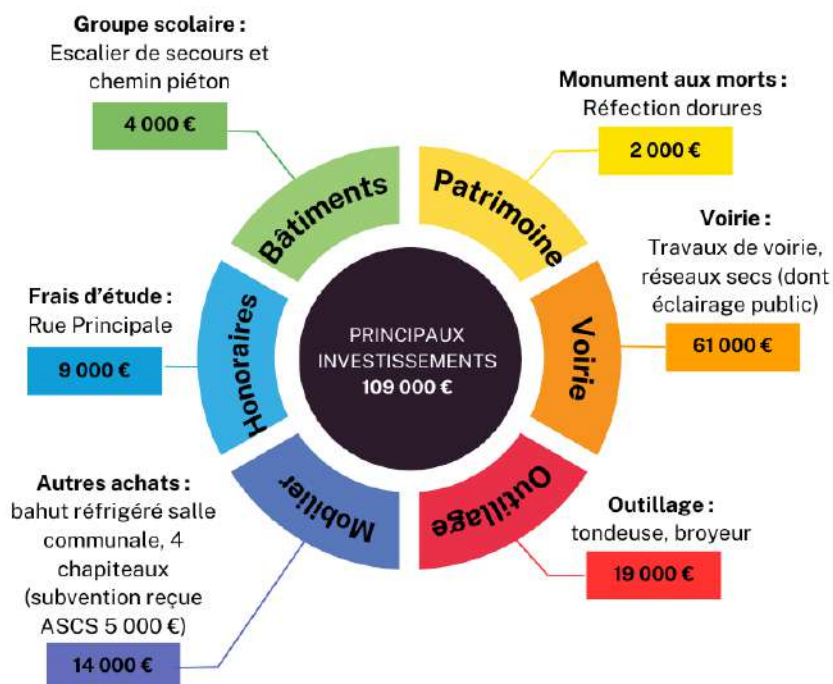 Groupe scolaire :
Escalier de secours et
chemin piéton
4 000 €
Monument aux morts :
Réfection dorures
2 000 €
Bâtiments
Patrimoine
Voirie :
Travaux de voirie,
réseaux secs (dont
éclairage public)
61 000 €
Frais d'étude :
Rue Principale
9 000 €
Honoraires
PRINCIPAUX
INVESTISSEMENTS
109 000 €
Voirie
Autres achats :
bahut réfrigéré salle
communale, 4
chapiteaux
(subvention reçue
ASCS 5 000 €)
14 000 €
Mobilier
Outillage
Outillage :
tondeuse, broyeur
19 000 €